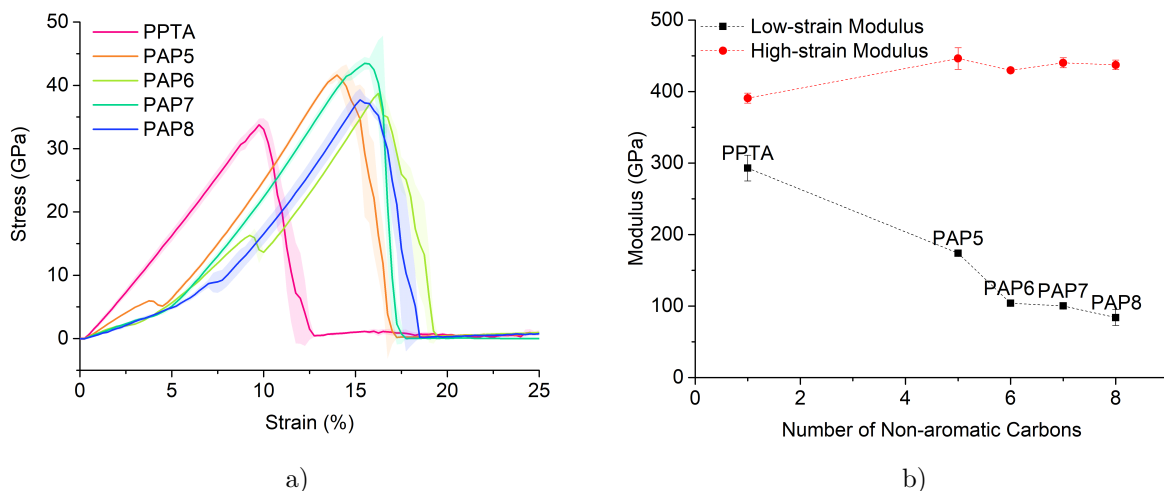 50
40
30
20
10
0
Stress (GPa)
PPTA
PAP5
PAP6
PAP7
PAP8
0 5 10 15 20 25
Strain (%)
a)
500
400
300
200
100
0
Modulus (GPa)
Low-strain Modulus
High-strain Modulus
PPTA
PAP5
PAP6
PAP7
PAP8
0 2 4 6 8
Number of Non-aromatic Carbons
b)